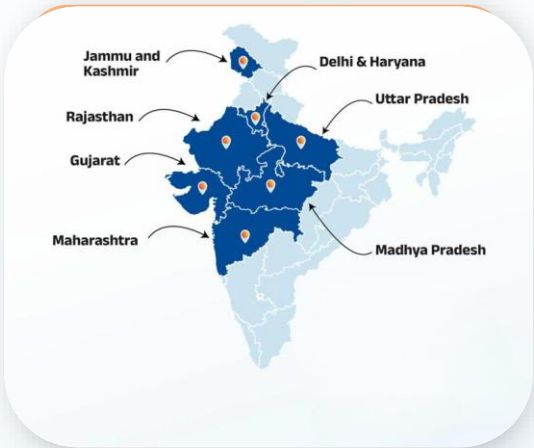 Jammu and
Kashmir
Delhi & Haryana
Uttar Pradesh
Rajasthan
Gujarat
Maharashtra
Madhya Pradesh